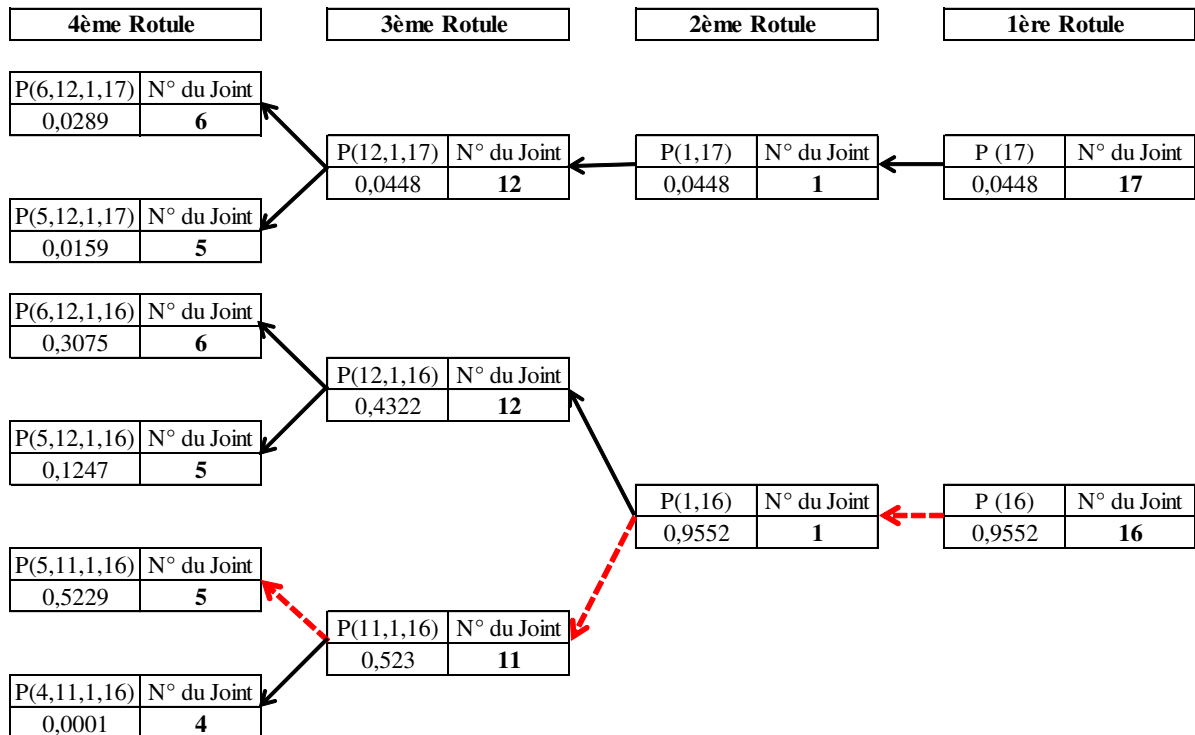 4ème Rotule 3ème Rotule 2ème Rotule 1ère Rotule
P(6,12,1,17) N° du Joint
0,0289 6
P(12,1,17) N° du Joint P(1,17) N° du Joint P (17) N° du Joint
0,0448 12 0,0448 1 0,0448 17
P(5,12,1,17) N° du Joint
0,0159 5
P(6,12,1,16) N° du Joint
0,3075 6
P(12,1,16) N° du Joint
0,4322 12
P(5,12,1,16) N° du Joint
0,1247 5
P(1,16) N° du Joint P (16) N° du Joint
0,9552 1 0,9552 16
P(5,11,1,16) N° du Joint
0,5229 5
P(11,1,16) N° du Joint
0,523 11
P(4,11,1,16) N° du Joint
0,0001 4